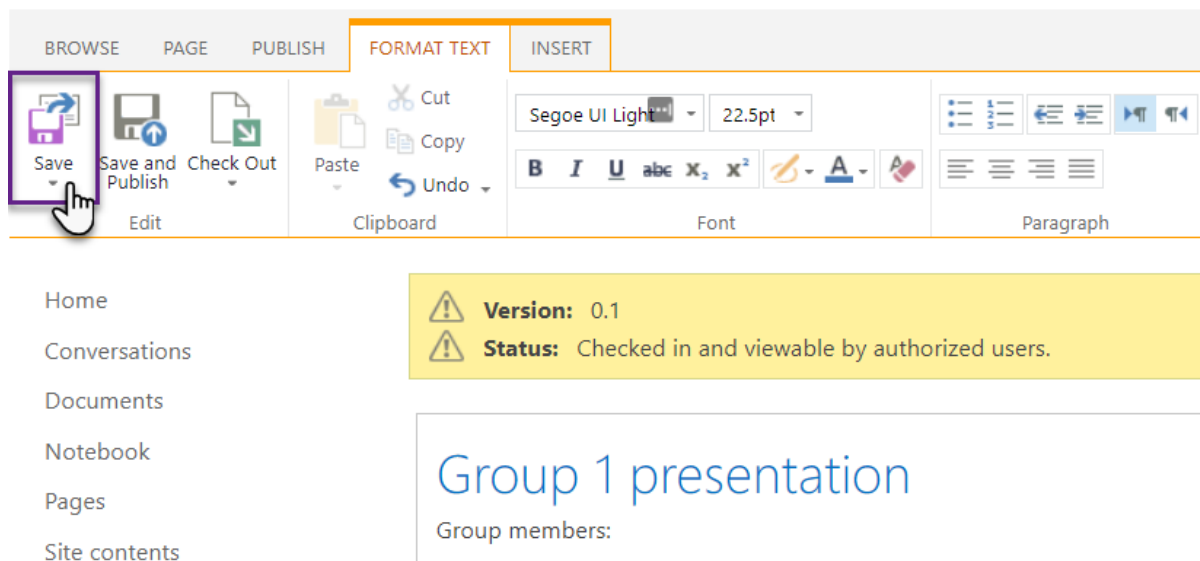 BROWSE PAGE PUBLISH FORMAT TEXT INSERT
Save
Save and
Publish
Check Out
Paste
Cut
Copy
Undo
Segoe UI Light 22.5pt
B I U abc X₂ X² A
Edit Clipboard Font Paragraph
Home
Conversations
Documents
Notebook
Pages
Site contents
Version: 0.1
Status: Checked in and viewable by authorized users.
Group 1 presentation
Group members: